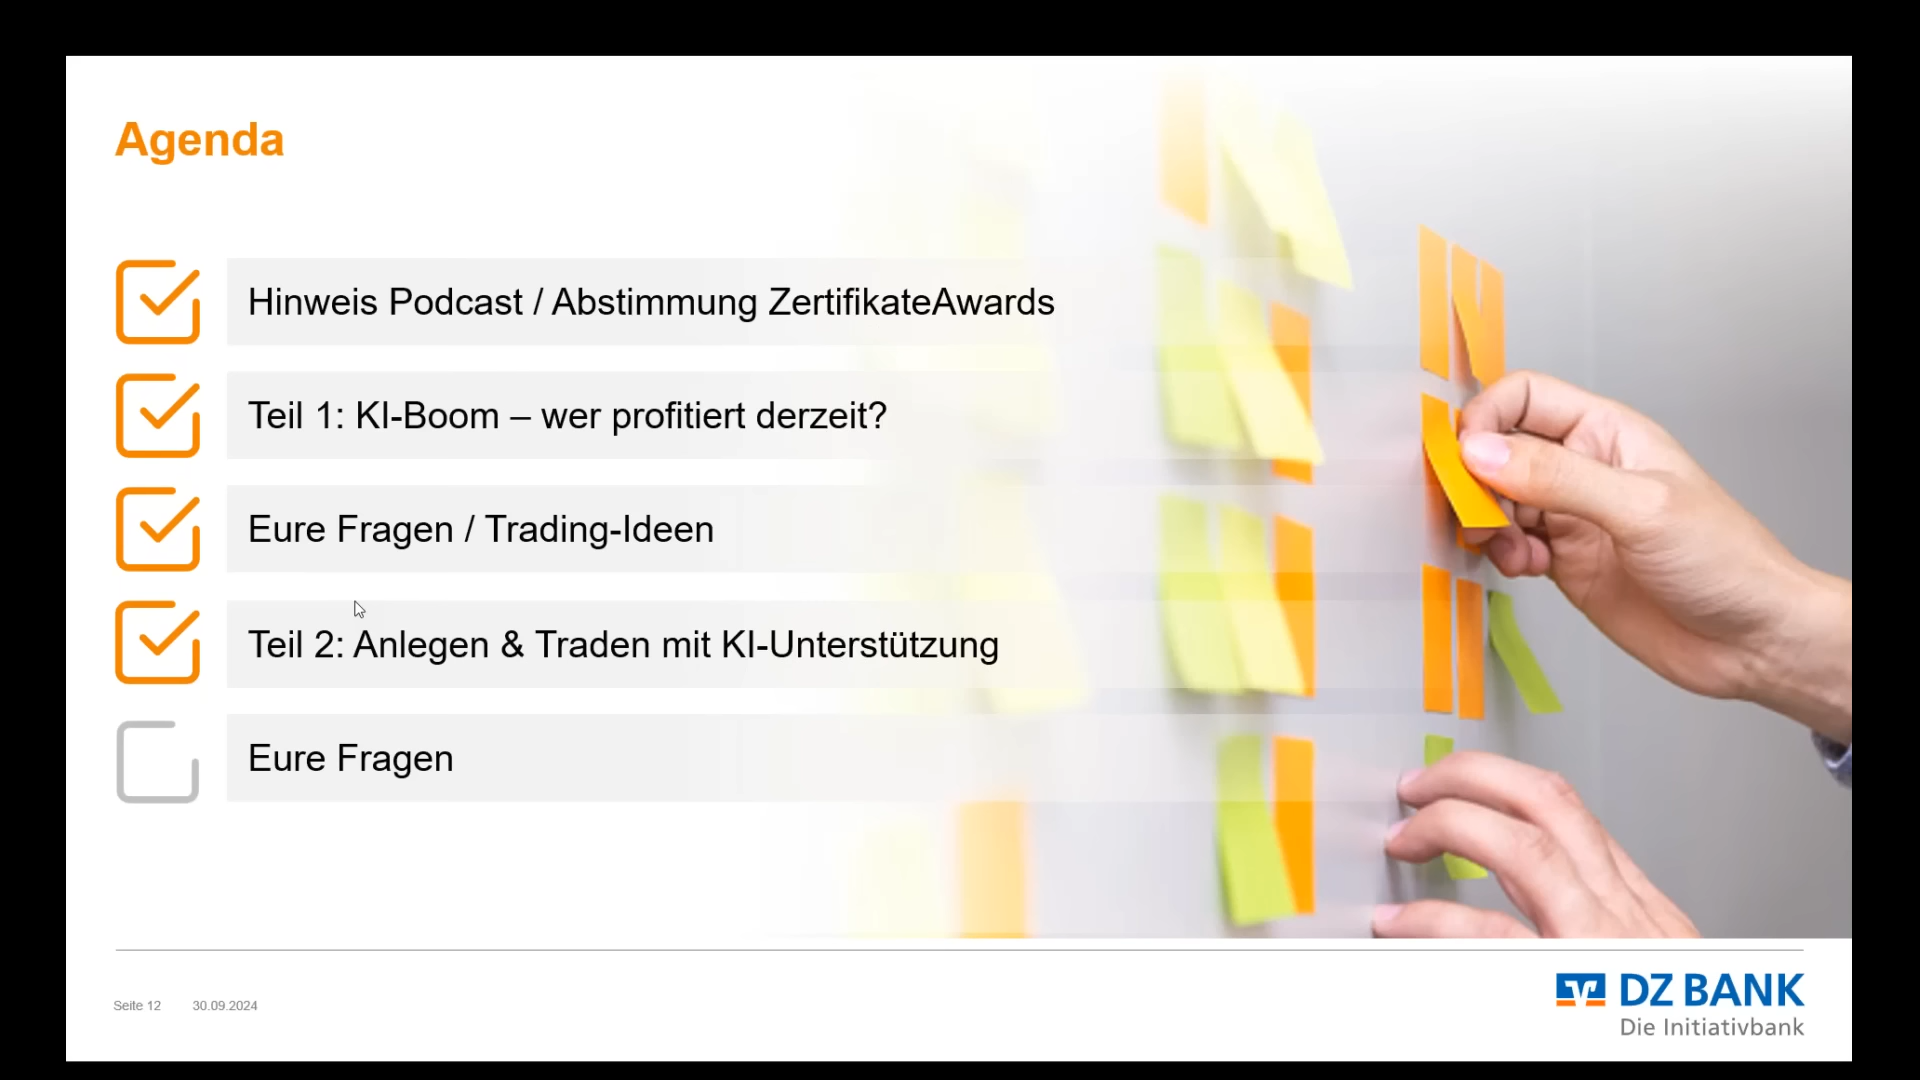 Agenda
Hinweis Podcast / Abstimmung ZertifikateAwards
Teil 1: KI-Boom – wer profitiert derzeit?
Eure Fragen / Trading-Ideen
Teil 2: Anlegen & Traden mit KI-Unterstützung
Eure Fragen
Seite 12 30.09.2024
DZ BANK
Die Initiativbank